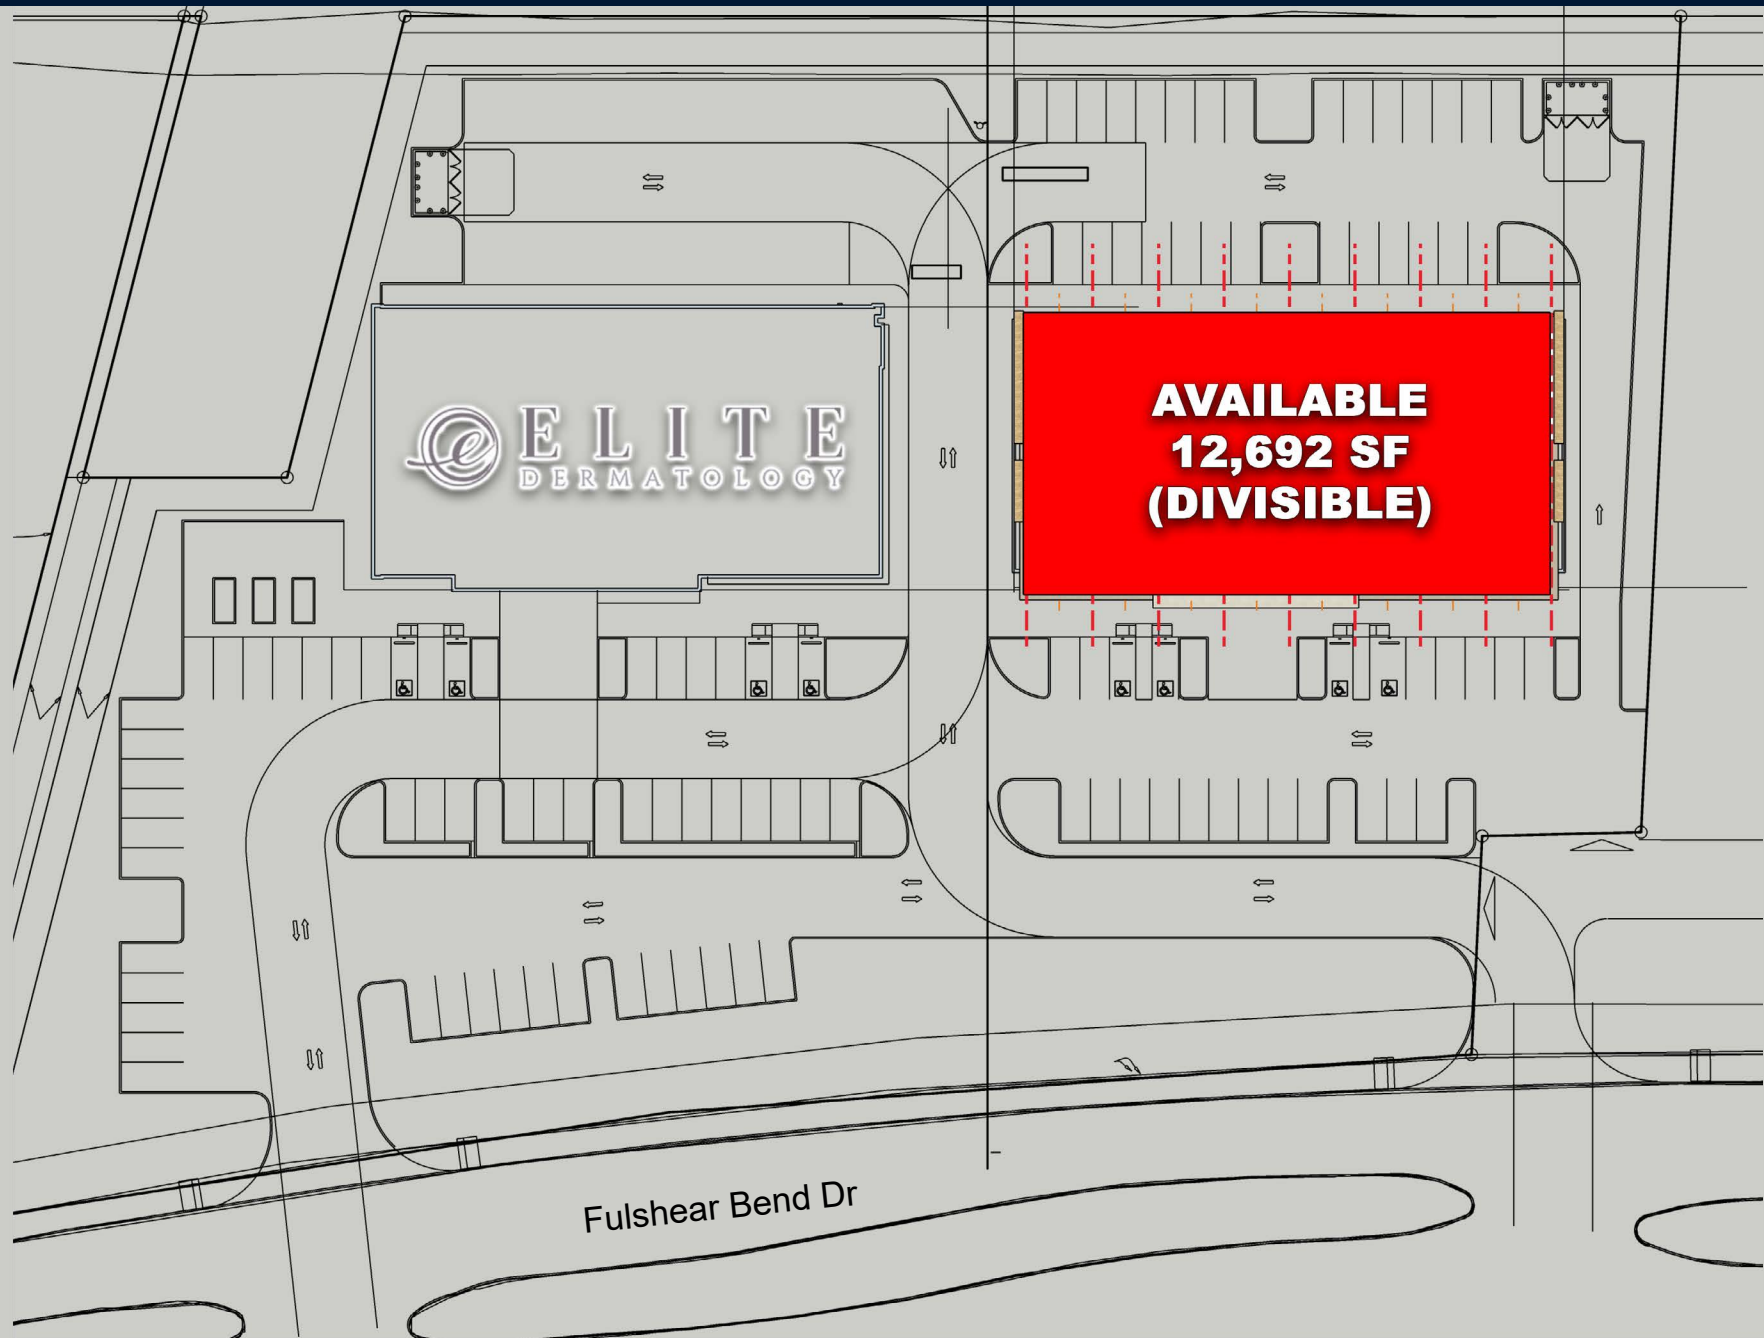 ELITE
DERMATOLOGY
AVAILABLE
12,692 SF
(DIVISIBLE)
Fulshear Bend Dr